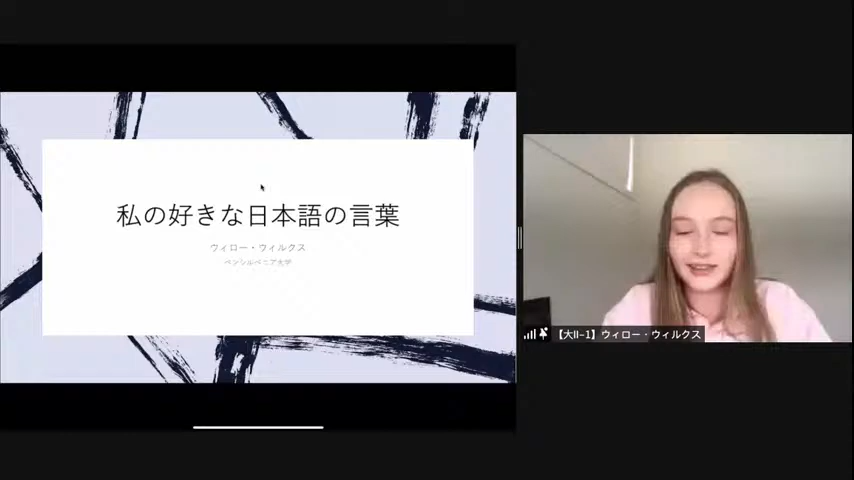 私の好きな日本語の言葉
ウィロー・ウィルクス
ペンシルベニア大学
【大II-1】ウィロー・ウィルクス